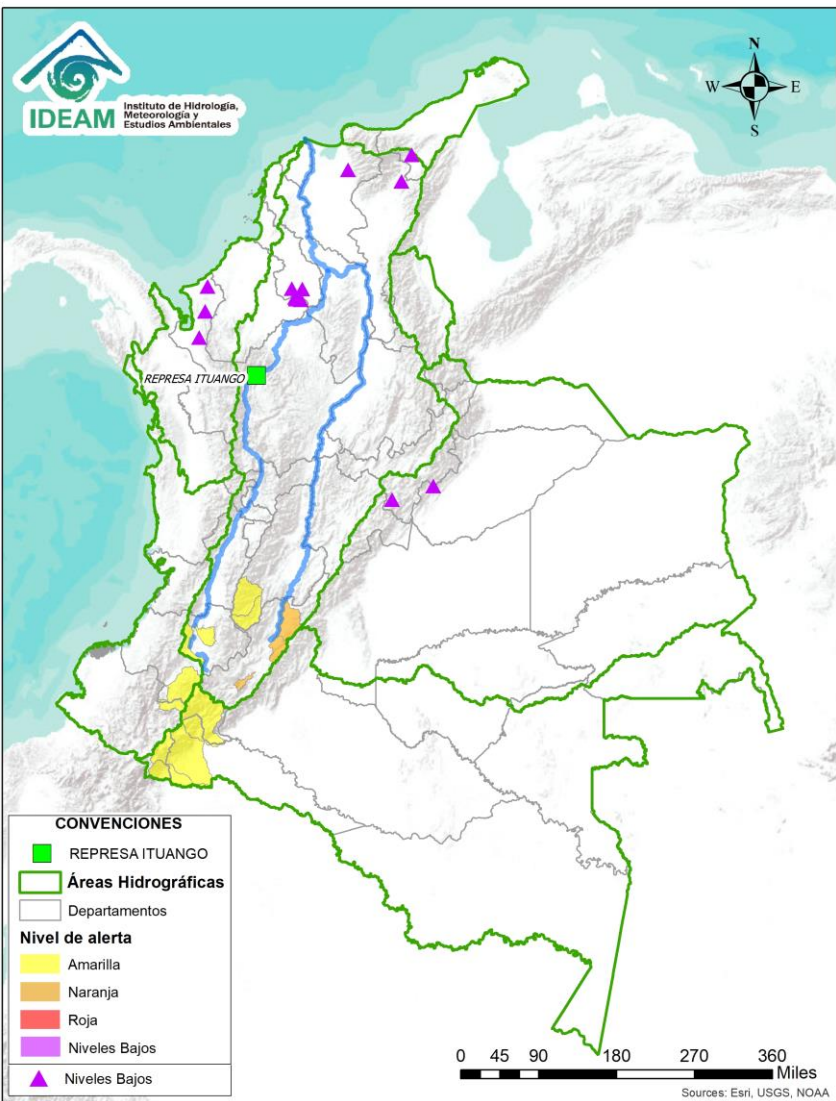 IDEAM
Instituto de Hidrología,
Meteorología y
Estudios Ambientales
N
W
E
S
REPRESA ITUANGO
CONVENCIONES
REPRESA ITUANGO
Áreas Hidrográficas
Departamentos
Nivel de alerta
Amarilla
Naranja
Roja
Niveles Bajos
Niveles Bajos
0 45 90 180 270 360
Miles
Sources: Esri, USGS, NOAA